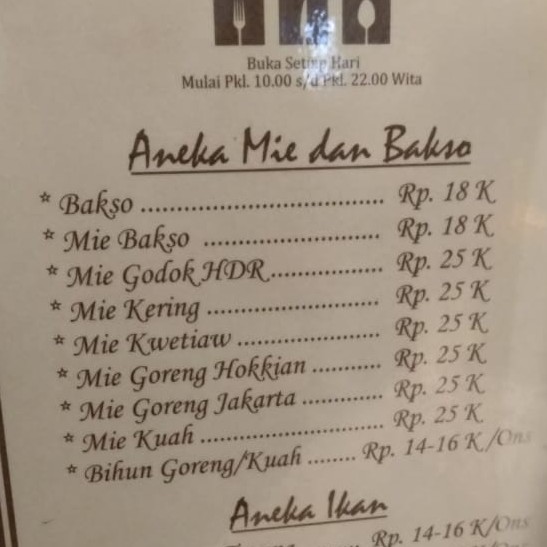 Buka Setiap Hari
Mulai Pkl. 10.00 s/d Pkl. 22.00 Wita
Aneka Mie dan Bakso
* Bakso ................................. Rp. 18 K
* Mie Bakso ........................ Rp. 18 K
* Mie Godok HDR............... Rp. 25 K
* Mie Kering ....................... Rp. 25 K
* Mie Kwetiaw ................... Rp. 25 K
* Mie Goreng Hokkian .......... Rp. 25 K
* Mie Goreng Jakarta ........... Rp. 25 K
* Mie Kuah ............................. Rp. 25 K
* Bihun Goreng/Kuah ....... Rp. 14-16 K/Ons
Aneka Ikan
Rp. 14-16 K/Ons